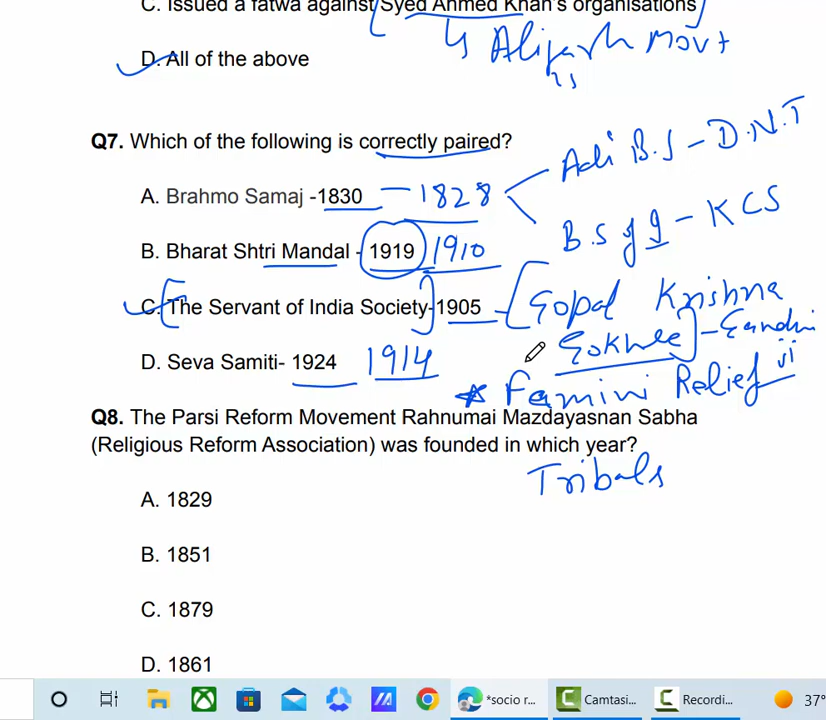 C. Issued a fatwa against Syed Ahmed Khan's organisations
Aligarh Movt
D. All of the above
Q7. Which of the following is correctly paired?
Adi B.S - D.N.T
A. Brahmo Samaj -1830 - 1828
B.S of I - KCS
B. Bharat Shtri Mandal - 1919 1910
C. The Servant of India Society-1905 - Gopal Krishna
Gokhle - Gandhi ji
D. Seva Samiti- 1924 1914
Famini Relief
Q8. The Parsi Reform Movement Rahnumai Mazdayasnan Sabha
(Religious Reform Association) was founded in which year?
Tribals
A. 1829
B. 1851
C. 1879
D. 1861
*socio r... Camtasi... Recordi... 37°